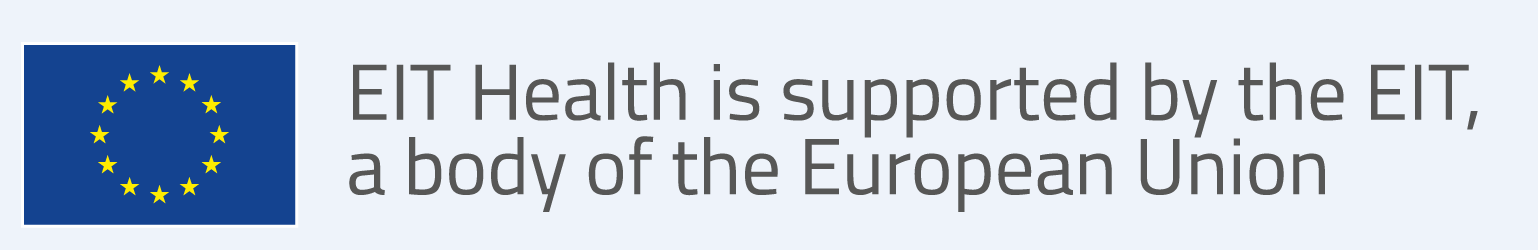 EIT Health is supported by the EIT,
a body of the European Union